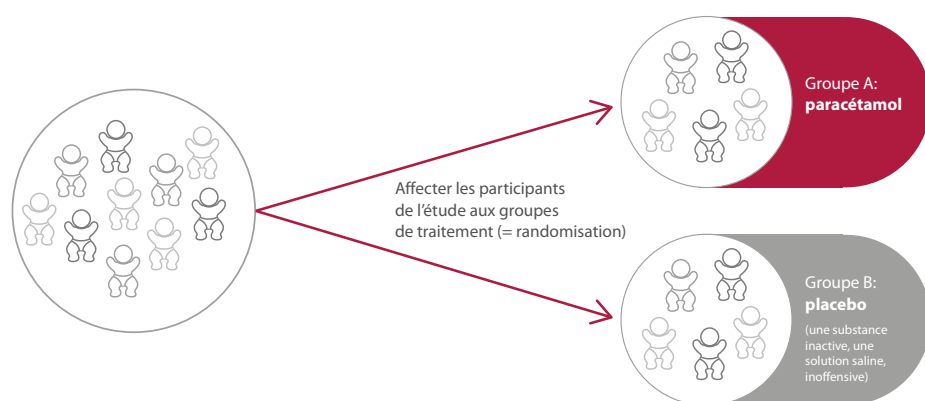 Groupe A:
paracétamol
Affecter les participants
de l'étude aux groupes
de traitement (= randomisation)
Groupe B:
placebo
(une substance
inactive, une
solution saline,
inoffensive)